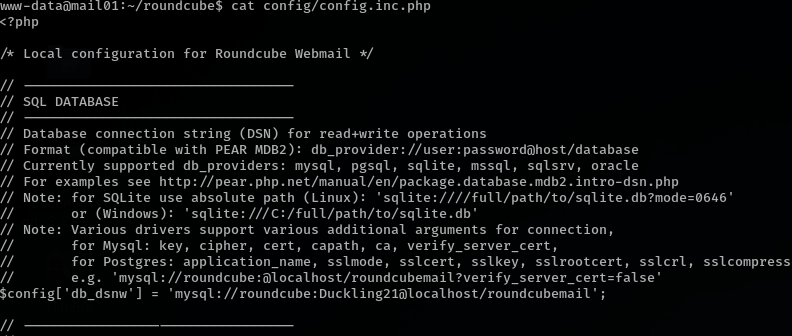 www-data@mail01:~/roundcube$ cat config/config.inc.php
<?php
/* Local configuration for Roundcube Webmail */
// ----------------------------------
// SQL DATABASE
// ----------------------------------
// Database connection string (DSN) for read+write operations
// Format (compatible with PEAR MDB2): db_provider://user:password@host/database
// Currently supported db_providers: mysql, pgsql, sqlite, mssql, sqlsrv, oracle
// For examples see http://pear.php.net/manual/en/package.database.mdb2.intro-dsn.php
// Note: for SQLite use absolute path (Linux): 'sqlite:////full/path/to/sqlite.db?mode=0646'
//       or (Windows): 'sqlite:///C:/full/path/to/sqlite.db'
// Note: Various drivers support various additional arguments for connection,
//       for Mysql: key, cipher, cert, capath, ca, verify_server_cert,
//       for Postgres: application_name, sslmode, sslcert, sslkey, sslrootcert, sslcrl, sslcompress
//       e.g. 'mysql://roundcube:@localhost/roundcubemail?verify_server_cert=false'
$config['db_dsnw'] = 'mysql://roundcube:Duckling21@localhost/roundcubemail';
// ----------------------------------